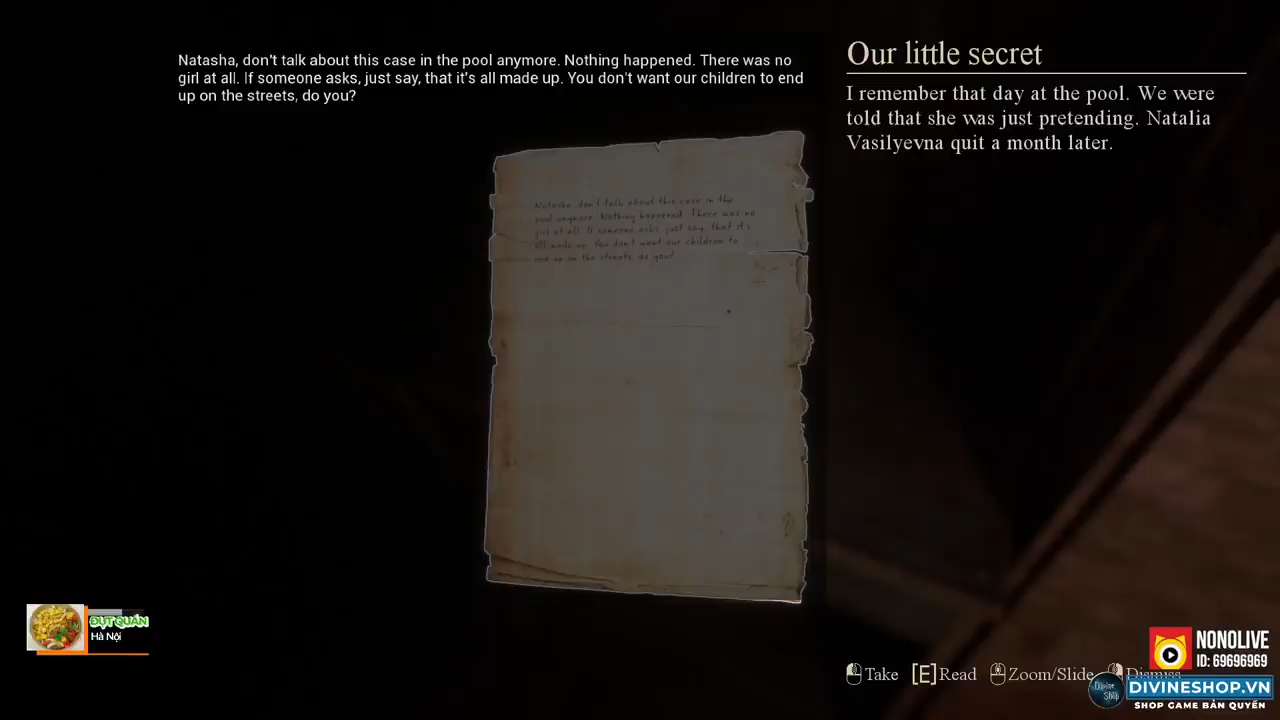 Natasha, don't talk about this case in the pool anymore. Nothing happened. There was no
girl at all. If someone asks, just say, that it's all made up. You don't want our children to end
up on the streets, do you?
Our little secret
I remember that day at the pool. We were
told that she was just pretending. Natalia
Vasilyevna quit a month later.
Natasha don't talk about this case in the
pool anymore. Nothing happened. There was no
girl at all. If someone asks just say, that it's
all made up. You don't want our children to
end up on the streets, do you?
ĐỤT QUÁN
Hà Nội
NONOLIVE
ID: 69696969
Take [E]Read Zoom/Slide Dismiss
Divine Shop
DIVINESHOP.VN
SHOP GAME BẢN QUYỀN